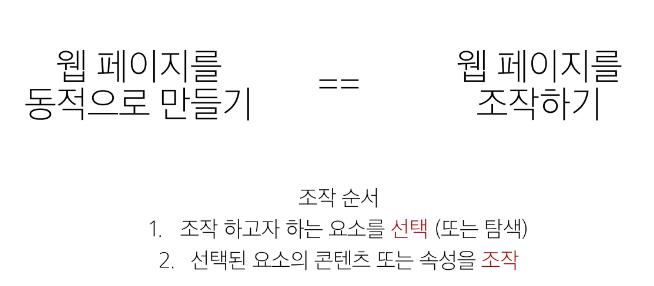 웹 페이지를
동적으로 만들기
==
웹 페이지를
조작하기
조작 순서
1. 조작 하고자 하는 요소를 선택 (또는 탐색)
2. 선택된 요소의 콘텐츠 또는 속성을 조작